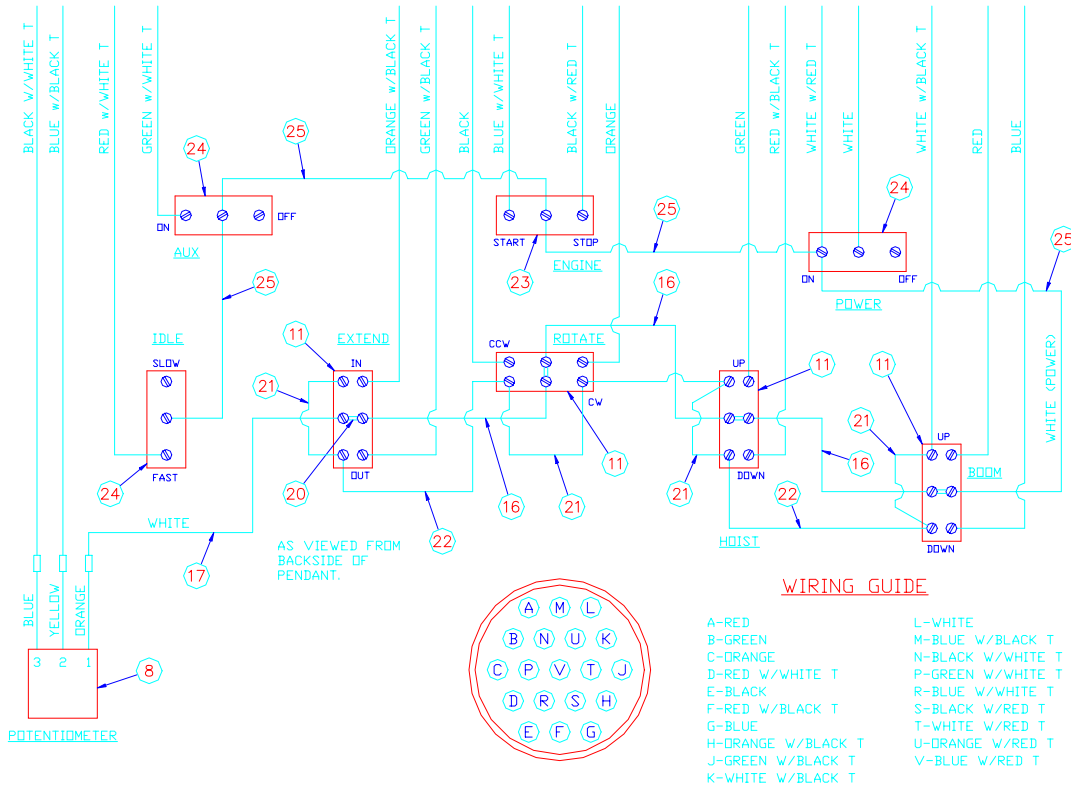 BLACK W/WHITE T
BLUE w/BLACK T
RED w/WHITE T
GREEN w/WHITE T
ORANGE w/BLACK T
GREEN w/BLACK T
BLACK
BLUE w/WHITE T
BLACK w/RED T
ORANGE
GREEN
RED w/BLACK T
WHITE w/RED T
WHITE
WHITE w/BLACK T
RED
BLUE
24
25
ON
OFF
AUX
START
STOP
23
ENGINE
25
24
25
ON
OFF
POWER
25
16
WHITE (POWER)
IDLE
SLOW
FAST
24
11
EXTEND
IN
OUT
21
20
CCW
ROTATE
CW
11
UP
11
DOWN
21
HOIST
11
UP
21
16
BOOM
DOWN
22
16
21
22
WHITE
17
AS VIEWED FROM
BACKSIDE OF
PENDANT.
BLUE
YELLOW
ORANGE
3 2 1
8
POTENTIOMETER
A M L
B N U K
C P V T J
D R S H
E F G
WIRING GUIDE
A-RED
B-GREEN
C-ORANGE
D-RED W/WHITE T
E-BLACK
F-RED W/BLACK T
G-BLUE
H-ORANGE W/BLACK T
J-GREEN W/BLACK T
K-WHITE W/BLACK T
L-WHITE
M-BLUE W/BLACK T
N-BLACK W/WHITE T
P-GREEN W/WHITE T
R-BLUE W/WHITE T
S-BLACK W/RED T
T-WHITE W/RED T
U-ORANGE W/RED T
V-BLUE W/RED T